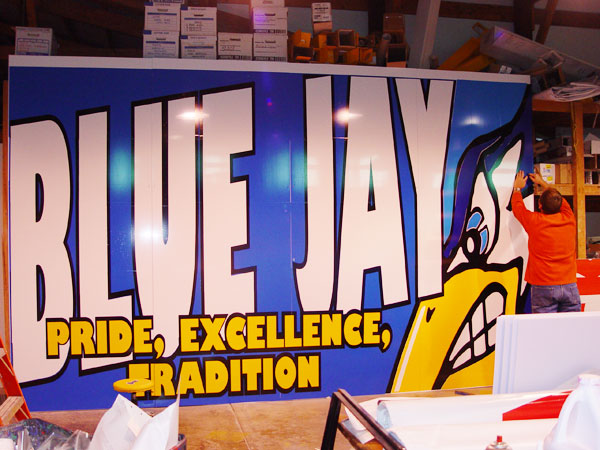 BLUE JAY
PRIDE, EXCELLENCE,
TRADITION